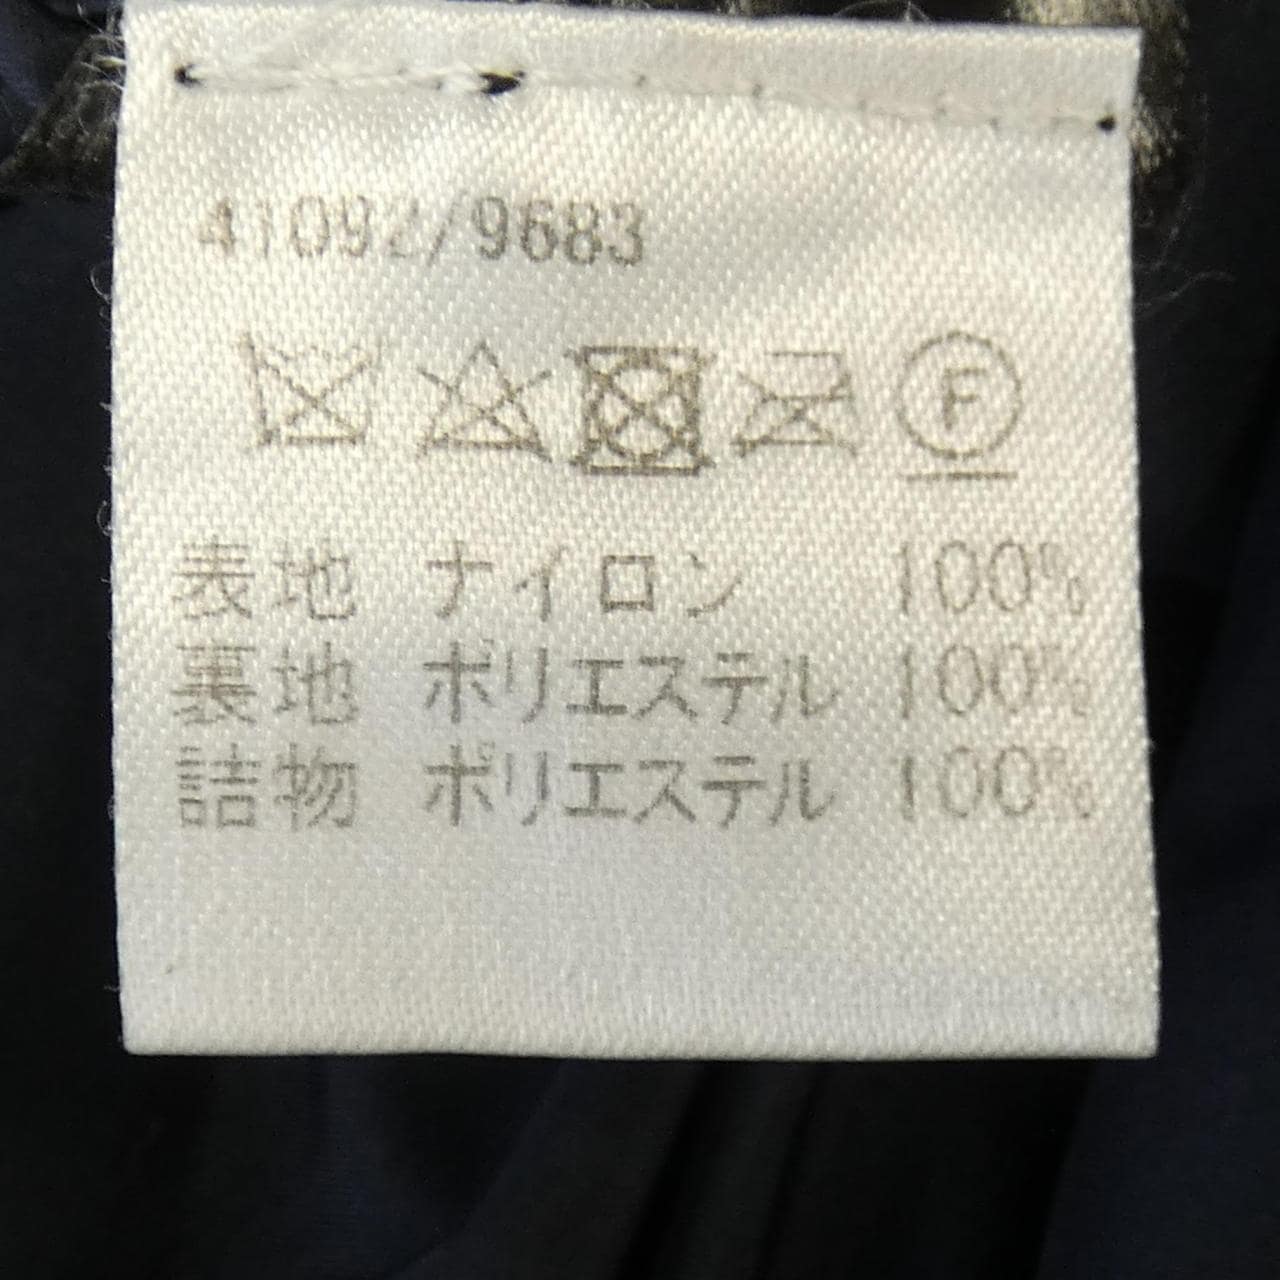 41092/9683
F
表地 ナイロン 100%
裏地 ポリエステル 100%
詰物 ポリエステル 100%